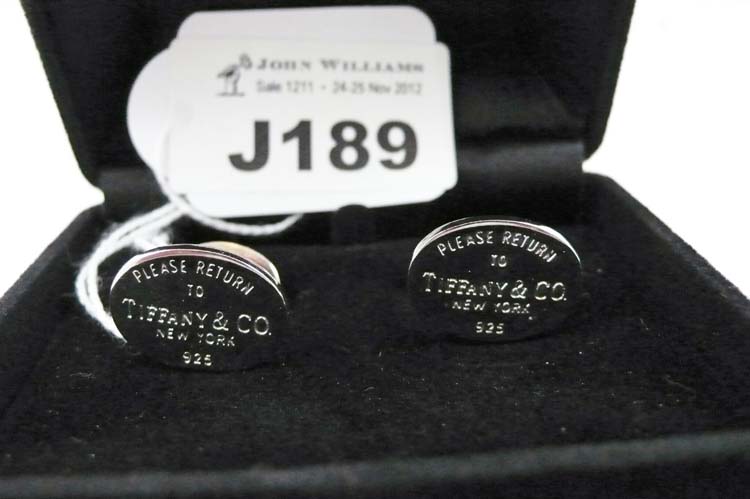 JOHN WILLIAMS
Sale 1211 - 24-25 Nov 2012
J189
PLEASE RETURN
TO
TIFFANY & CO.
NEW YORK
925
PLEASE RETURN
TO
TIFFANY & CO.
NEW YORK
925